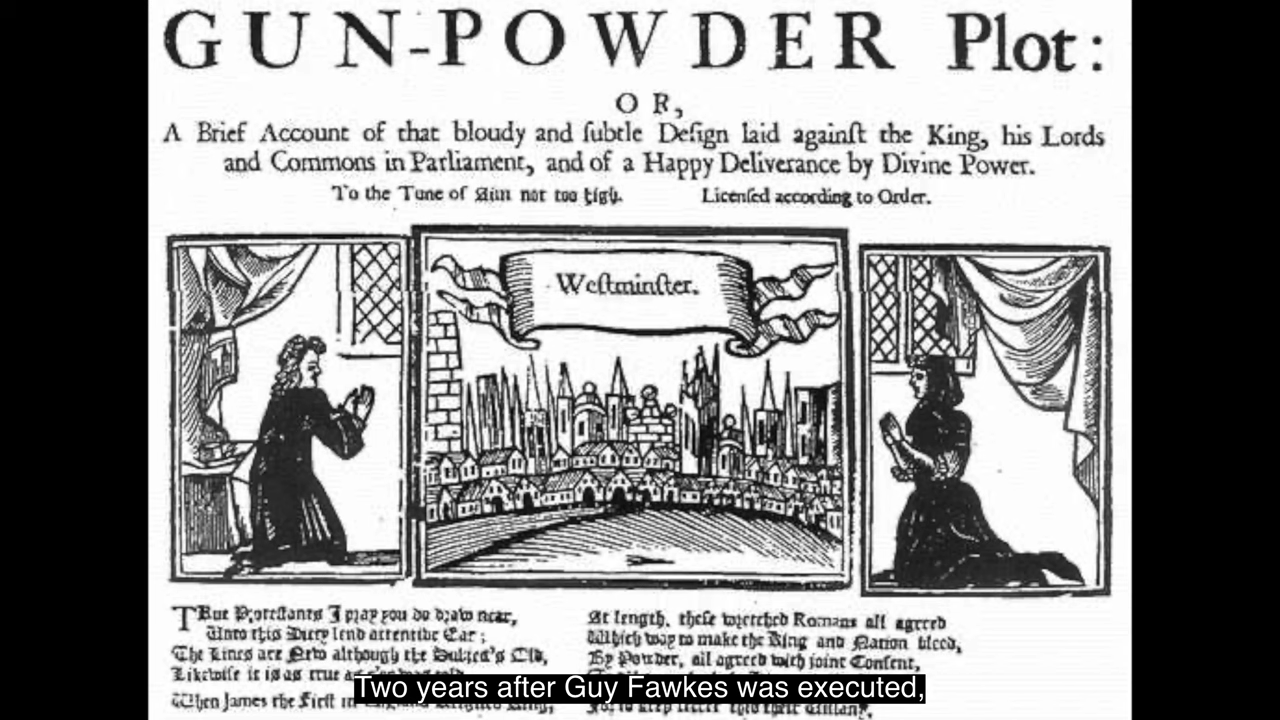 GUN-POWDER Plot:
OR,
A Brief Account of that bloudy and ſubtle Deſign laid againſt the King, his Lords
and Commons in Parliament, and of a Happy Deliverance by Divine Power.
To the Tune of Aim not too high. Licenſed according to Order.
Weſtminſter.
TRue Proteſtants I pray you do draw near,
Unto this Ditty lend attentive Ear;
The Lines are New although the Subject's Old,
Likewiſe it is as true as
When James the Firſt in England Reigned King,
At length, theſe wretched Romans all agreed
Which way to make the King and Nation bleed,
By Powder, all agreed with joint Conſent,
Two years after Guy Fawkes was executed,